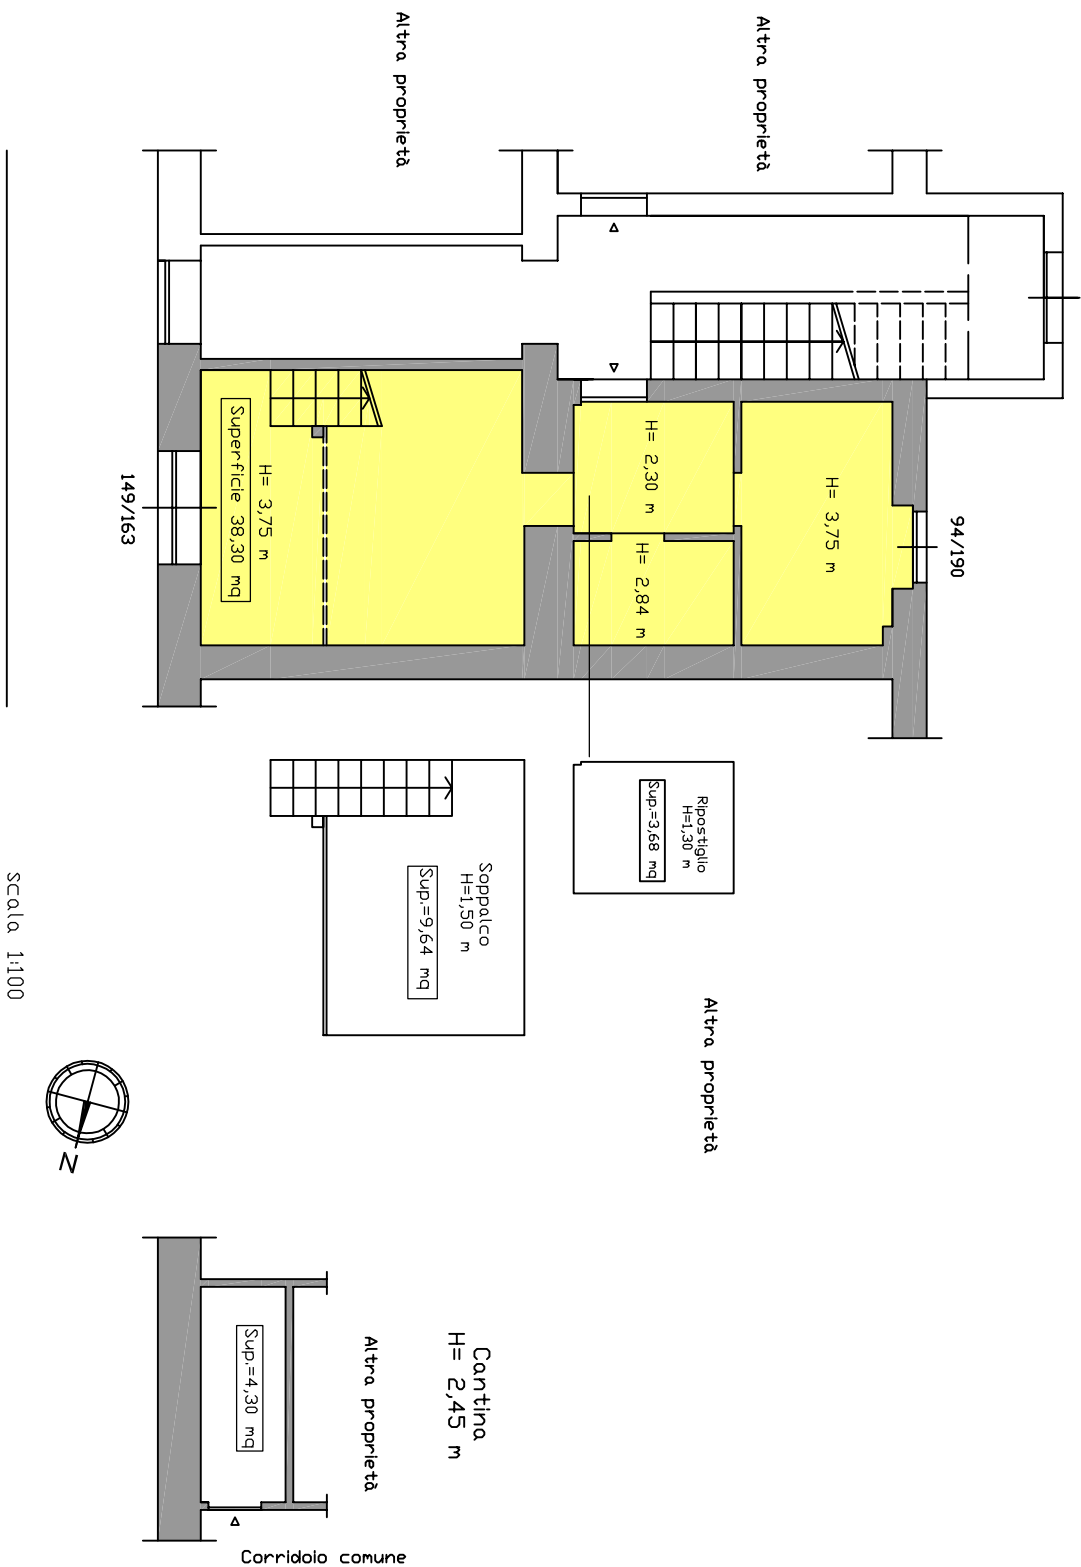 Altra proprietà
Altra proprietà
94/190
H= 3,75 m
H= 2,30 m
H= 2,84 m
H= 3,75 m
Superficie 38,30 mq
149/163
Ripostiglio
H=1,30 m
Sup.=3,68 mq
Soppalco
H=1,50 m
Sup.=9,64 mq
Altra proprietà
scala 1:100
N
Cantina
H= 2,45 m
Altra proprietà
Sup.=4,30 mq
Corridoio comune